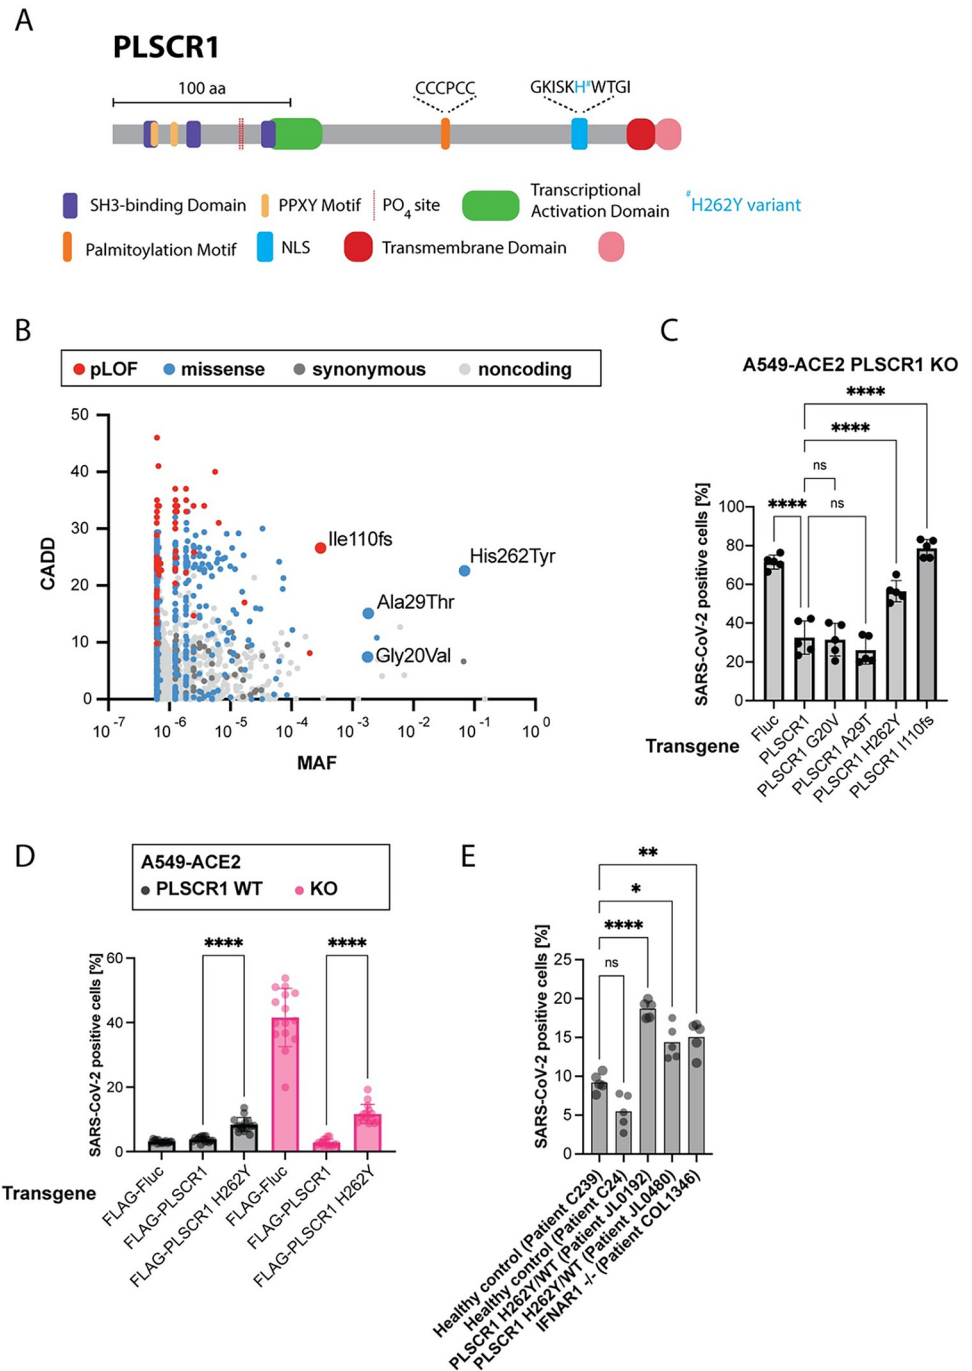 A
PLSCR1
100 aa
CCCPCC
GKISKH#WTGI
SH3-binding Domain
PPXY Motif
PO4 site
Transcriptional
Activation Domain
#H262Y variant
Palmitoylation Motif
NLS
Transmembrane Domain
B
pLOF
missense
synonymous
noncoding
CADD
50
40
30
20
10
0
Ile110fs
His262Tyr
Ala29Thr
Gly20Val
10-7
10-6
10-5
10-4
10-3
10-2
10-1
100
MAF
C
A549-ACE2 PLSCR1 KO
****
****
ns
****
ns
SARS-CoV-2 positive cells [%]
100
80
60
40
20
0
Transgene
Fluc
PLSCR1
PLSCR1 G20V
PLSCR1 A29T
PLSCR1 H262Y
PLSCR1 I110fs
D
A549-ACE2
PLSCR1 WT
KO
****
****
SARS-CoV-2 positive cells [%]
60
40
20
0
Transgene
FLAG-Fluc
FLAG-PLSCR1
FLAG-PLSCR1 H262Y
FLAG-Fluc
FLAG-PLSCR1
FLAG-PLSCR1 H262Y
E
**
*
****
ns
SARS-CoV-2 positive cells [%]
25
20
15
10
5
0
Healthy control (Patient C239)
Healthy control (Patient C24)
PLSCR1 H262Y/WT (Patient JL0192)
PLSCR1 H262Y/WT (Patient JL0480)
IFNAR1 -/- (Patient COL1346)